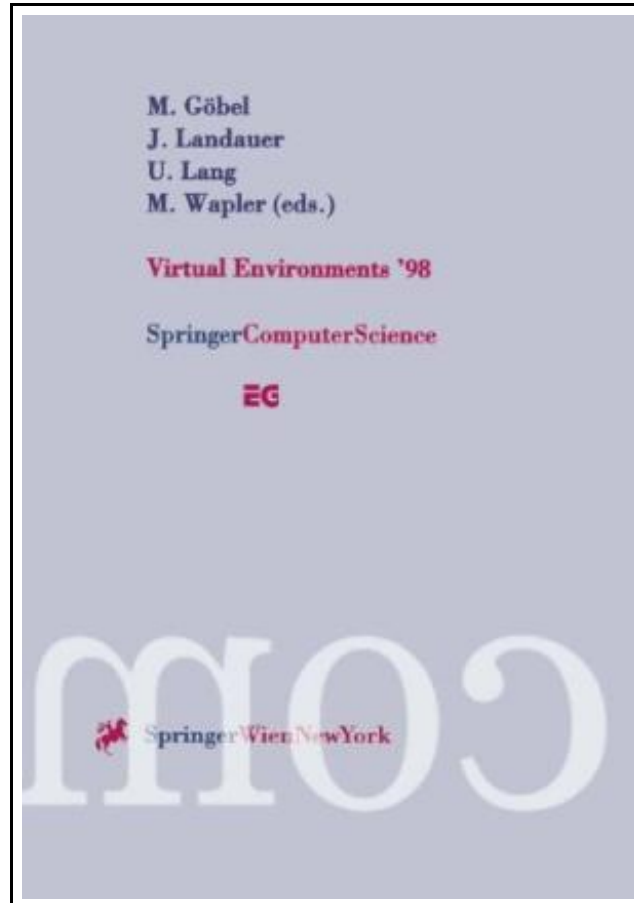 M. Göbel
J. Landauer
U. Lang
M. Wapler (eds.)
Virtual Environments ’98
SpringerComputerScience
EG
SpringerWienNewYork
com